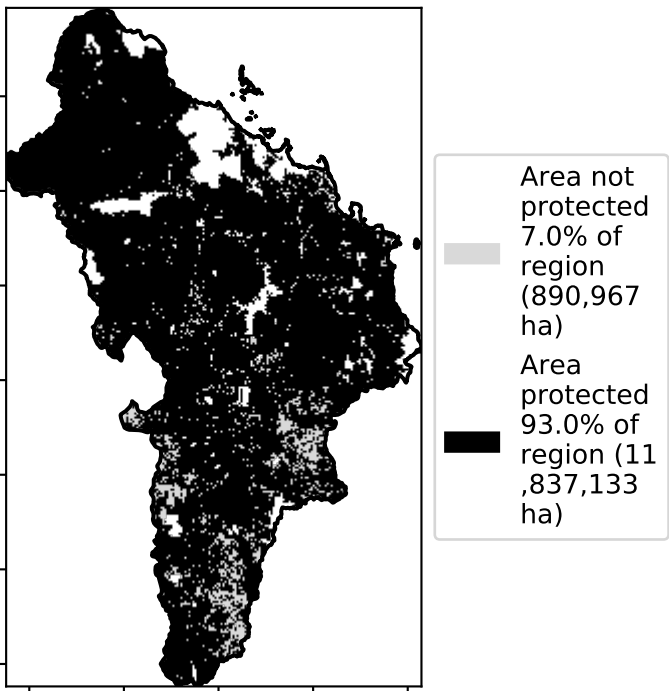 Area not
protected
7.0% of
region
(890,967
ha)
Area
protected
93.0% of
region (11
,837,133
ha)